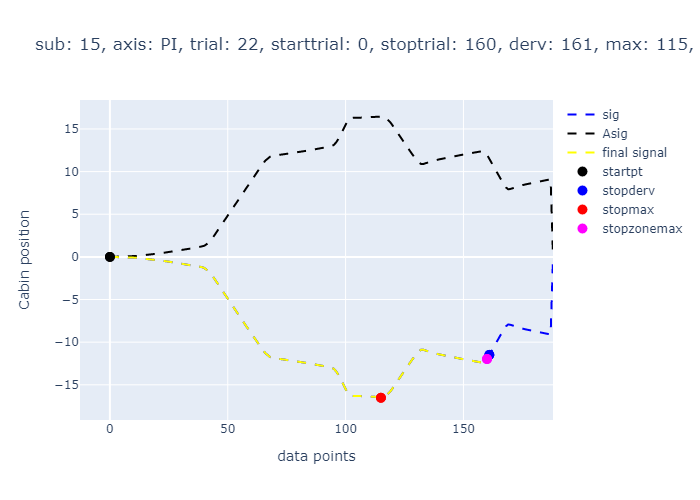 sub: 15, axis: PI, trial: 22, starttrial: 0, stoptrial: 160, derv: 161, max: 115,
sig
Asig
final signal
startpt
stopderv
stopmax
stopzonemax
15
10
5
0
−5
−10
−15
Cabin position
0
50
100
150
data points